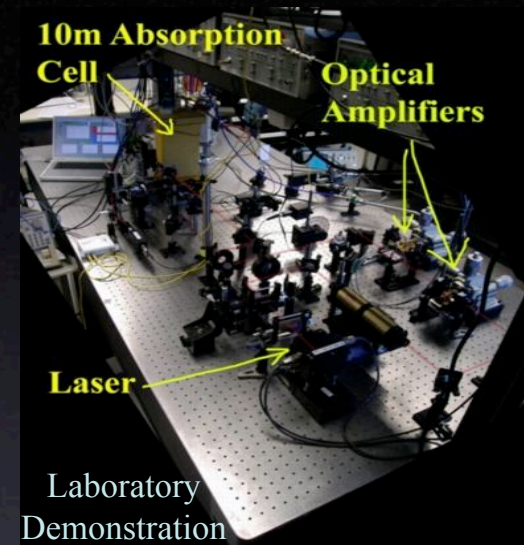 10m Absorption
Cell
Optical
Amplifiers
Laser
Laboratory
Demonstration